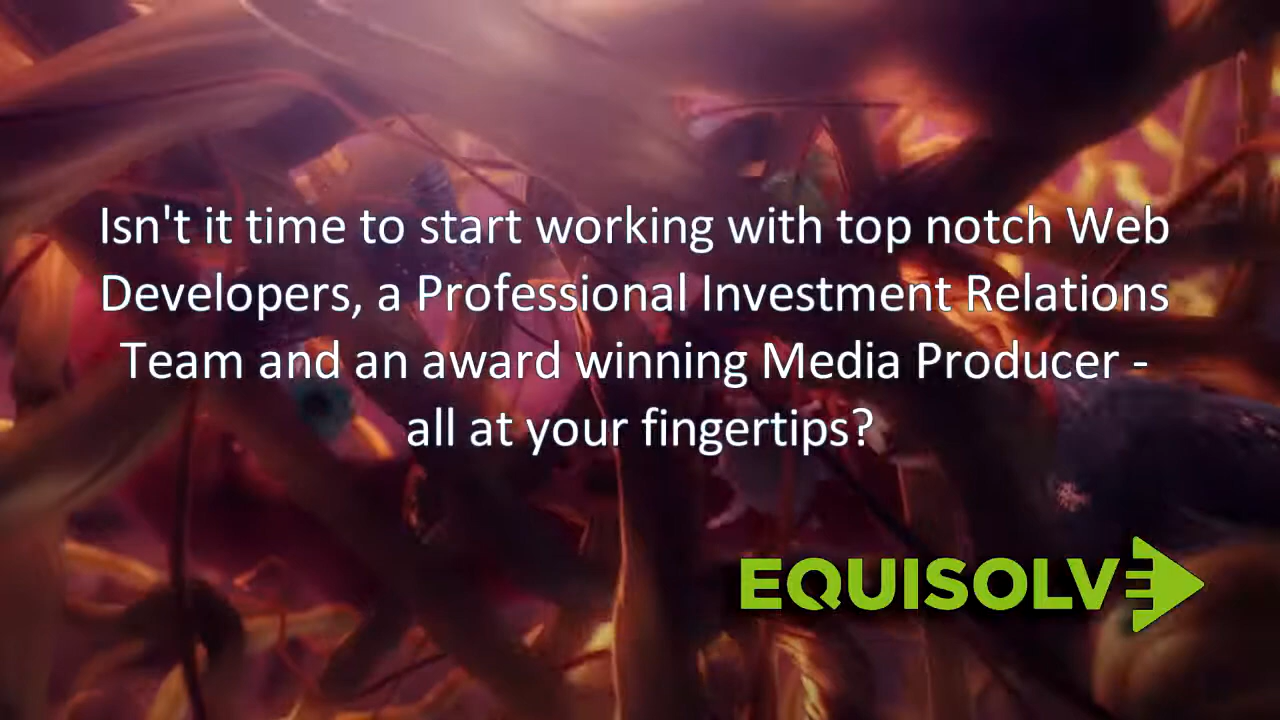 Isn't it time to start working with top notch Web
Developers, a Professional Investment Relations
Team and an award winning Media Producer -
all at your fingertips?
EQUISOLVE